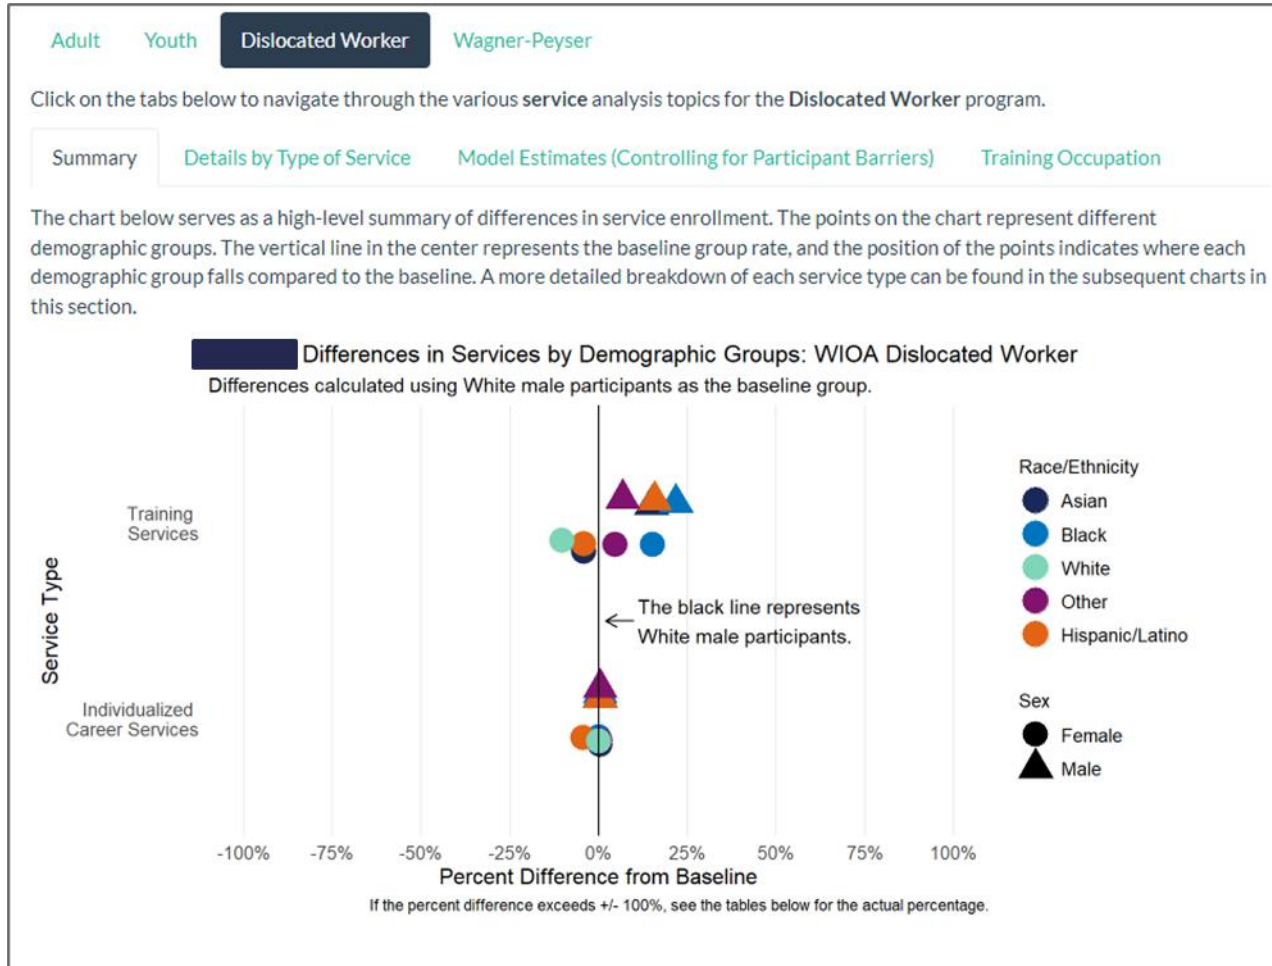 Adult Youth Dislocated Worker Wagner-Peyser
Click on the tabs below to navigate through the various service analysis topics for the Dislocated Worker program.
Summary Details by Type of Service Model Estimates (Controlling for Participant Barriers) Training Occupation
The chart below serves as a high-level summary of differences in service enrollment. The points on the chart represent different
demographic groups. The vertical line in the center represents the baseline group rate, and the position of the points indicates where each
demographic group falls compared to the baseline. A more detailed breakdown of each service type can be found in the subsequent charts in
this section.
Differences in Services by Demographic Groups: WIOA Dislocated Worker
Differences calculated using White male participants as the baseline group.
Service Type
Training
Services
Individualized
Career Services
The black line represents
White male participants.
Race/Ethnicity
Asian
Black
White
Other
Hispanic/Latino
Sex
Female
Male
-100% -75% -50% -25% 0% 25% 50% 75% 100%
Percent Difference from Baseline
If the percent difference exceeds +/- 100%, see the tables below for the actual percentage.